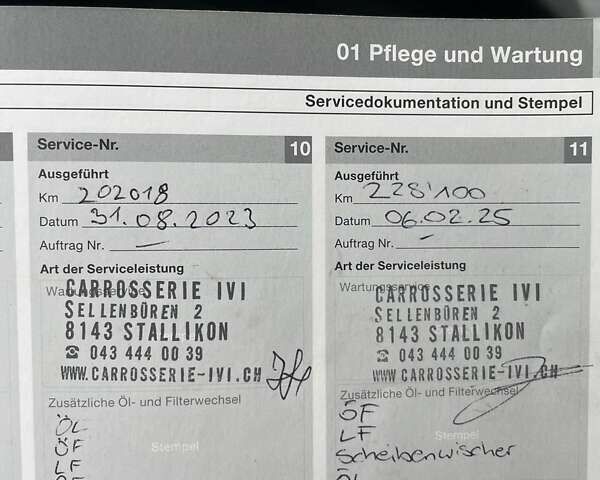 01 Pflege und Wartung
Servicedokumentation und Stempel
Service-Nr. 10
Ausgeführt
Km 202018
Datum 31.08.2023
Auftrag Nr. —
Art der Serviceleistung
Wartungsservice
CARROSSERIE IVI
SELLENBÜREN 2
8143 STALLIKON
☎ 043 444 00 39
WWW.CARROSSERIE-IVI.CH
Zusätzliche Öl- und Filterwechsel
ÖL
ÖF
Stempel
LF
Service-Nr. 11
Ausgeführt
Km 228'100
Datum 06.02.25
Auftrag Nr. -
Art der Serviceleistung
Wartungsservice
CARROSSERIE IVI
SELLENBÜREN 2
8143 STALLIKON
☎ 043 444 00 39
WWW.CARROSSERIE-IVI.CH
Zusätzliche Öl- und Filterwechsel
ÖF
LF
Stempel
Scheibenwischer